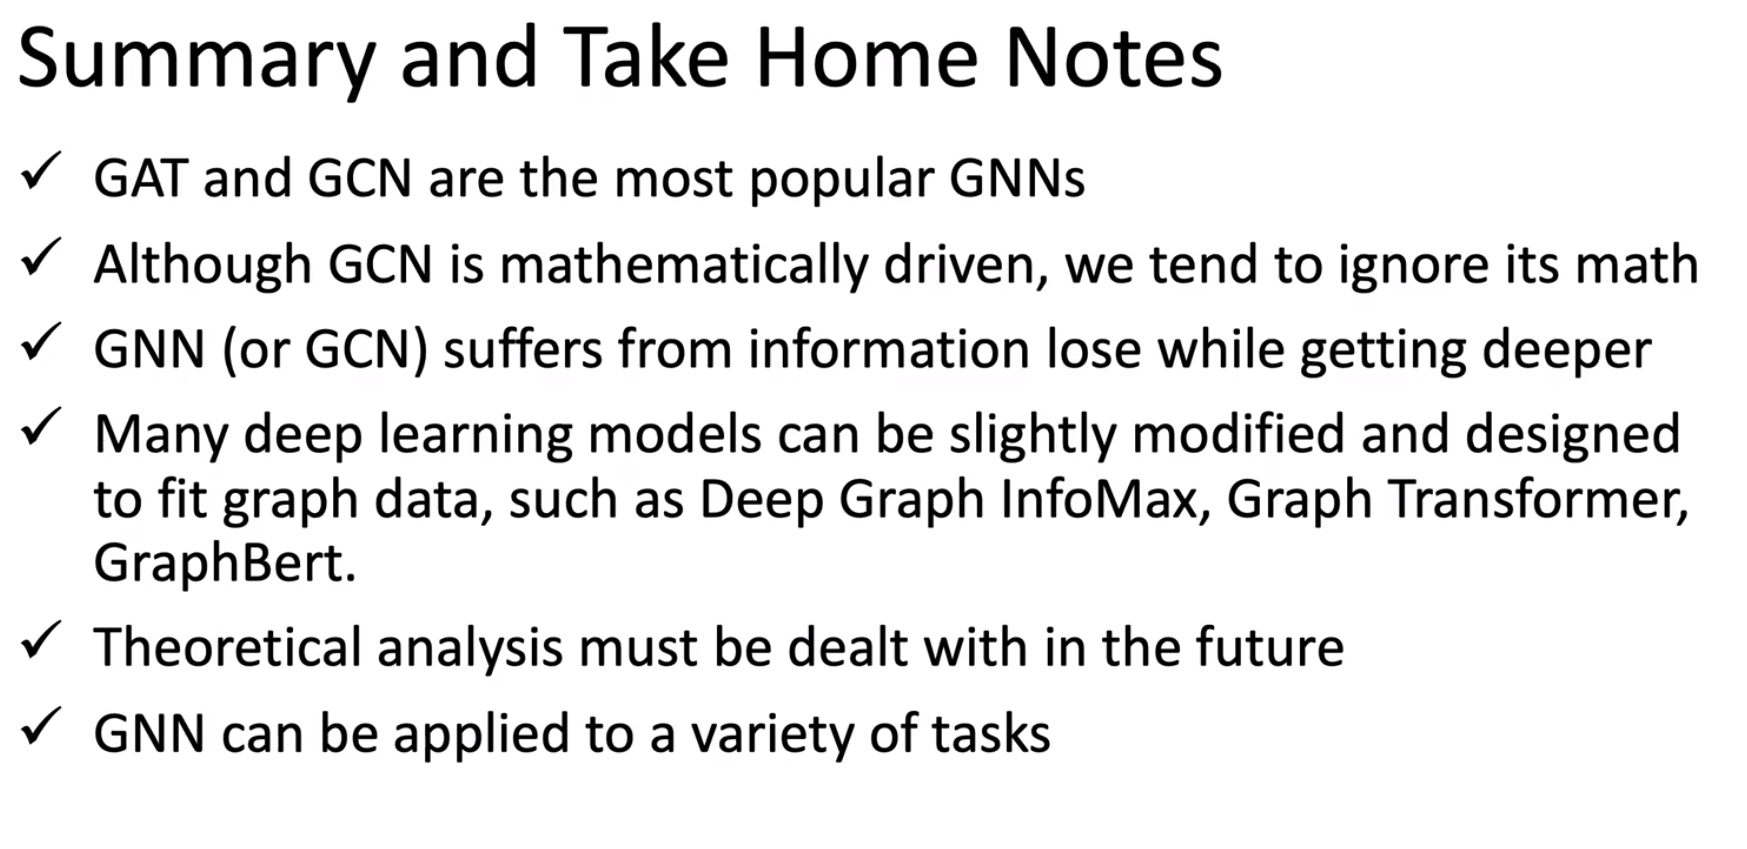 Summary and Take Home Notes
✓ GAT and GCN are the most popular GNNs
✓ Although GCN is mathematically driven, we tend to ignore its math
✓ GNN (or GCN) suffers from information lose while getting deeper
✓ Many deep learning models can be slightly modified and designed
to fit graph data, such as Deep Graph InfoMax, Graph Transformer,
GraphBert.
✓ Theoretical analysis must be dealt with in the future
✓ GNN can be applied to a variety of tasks